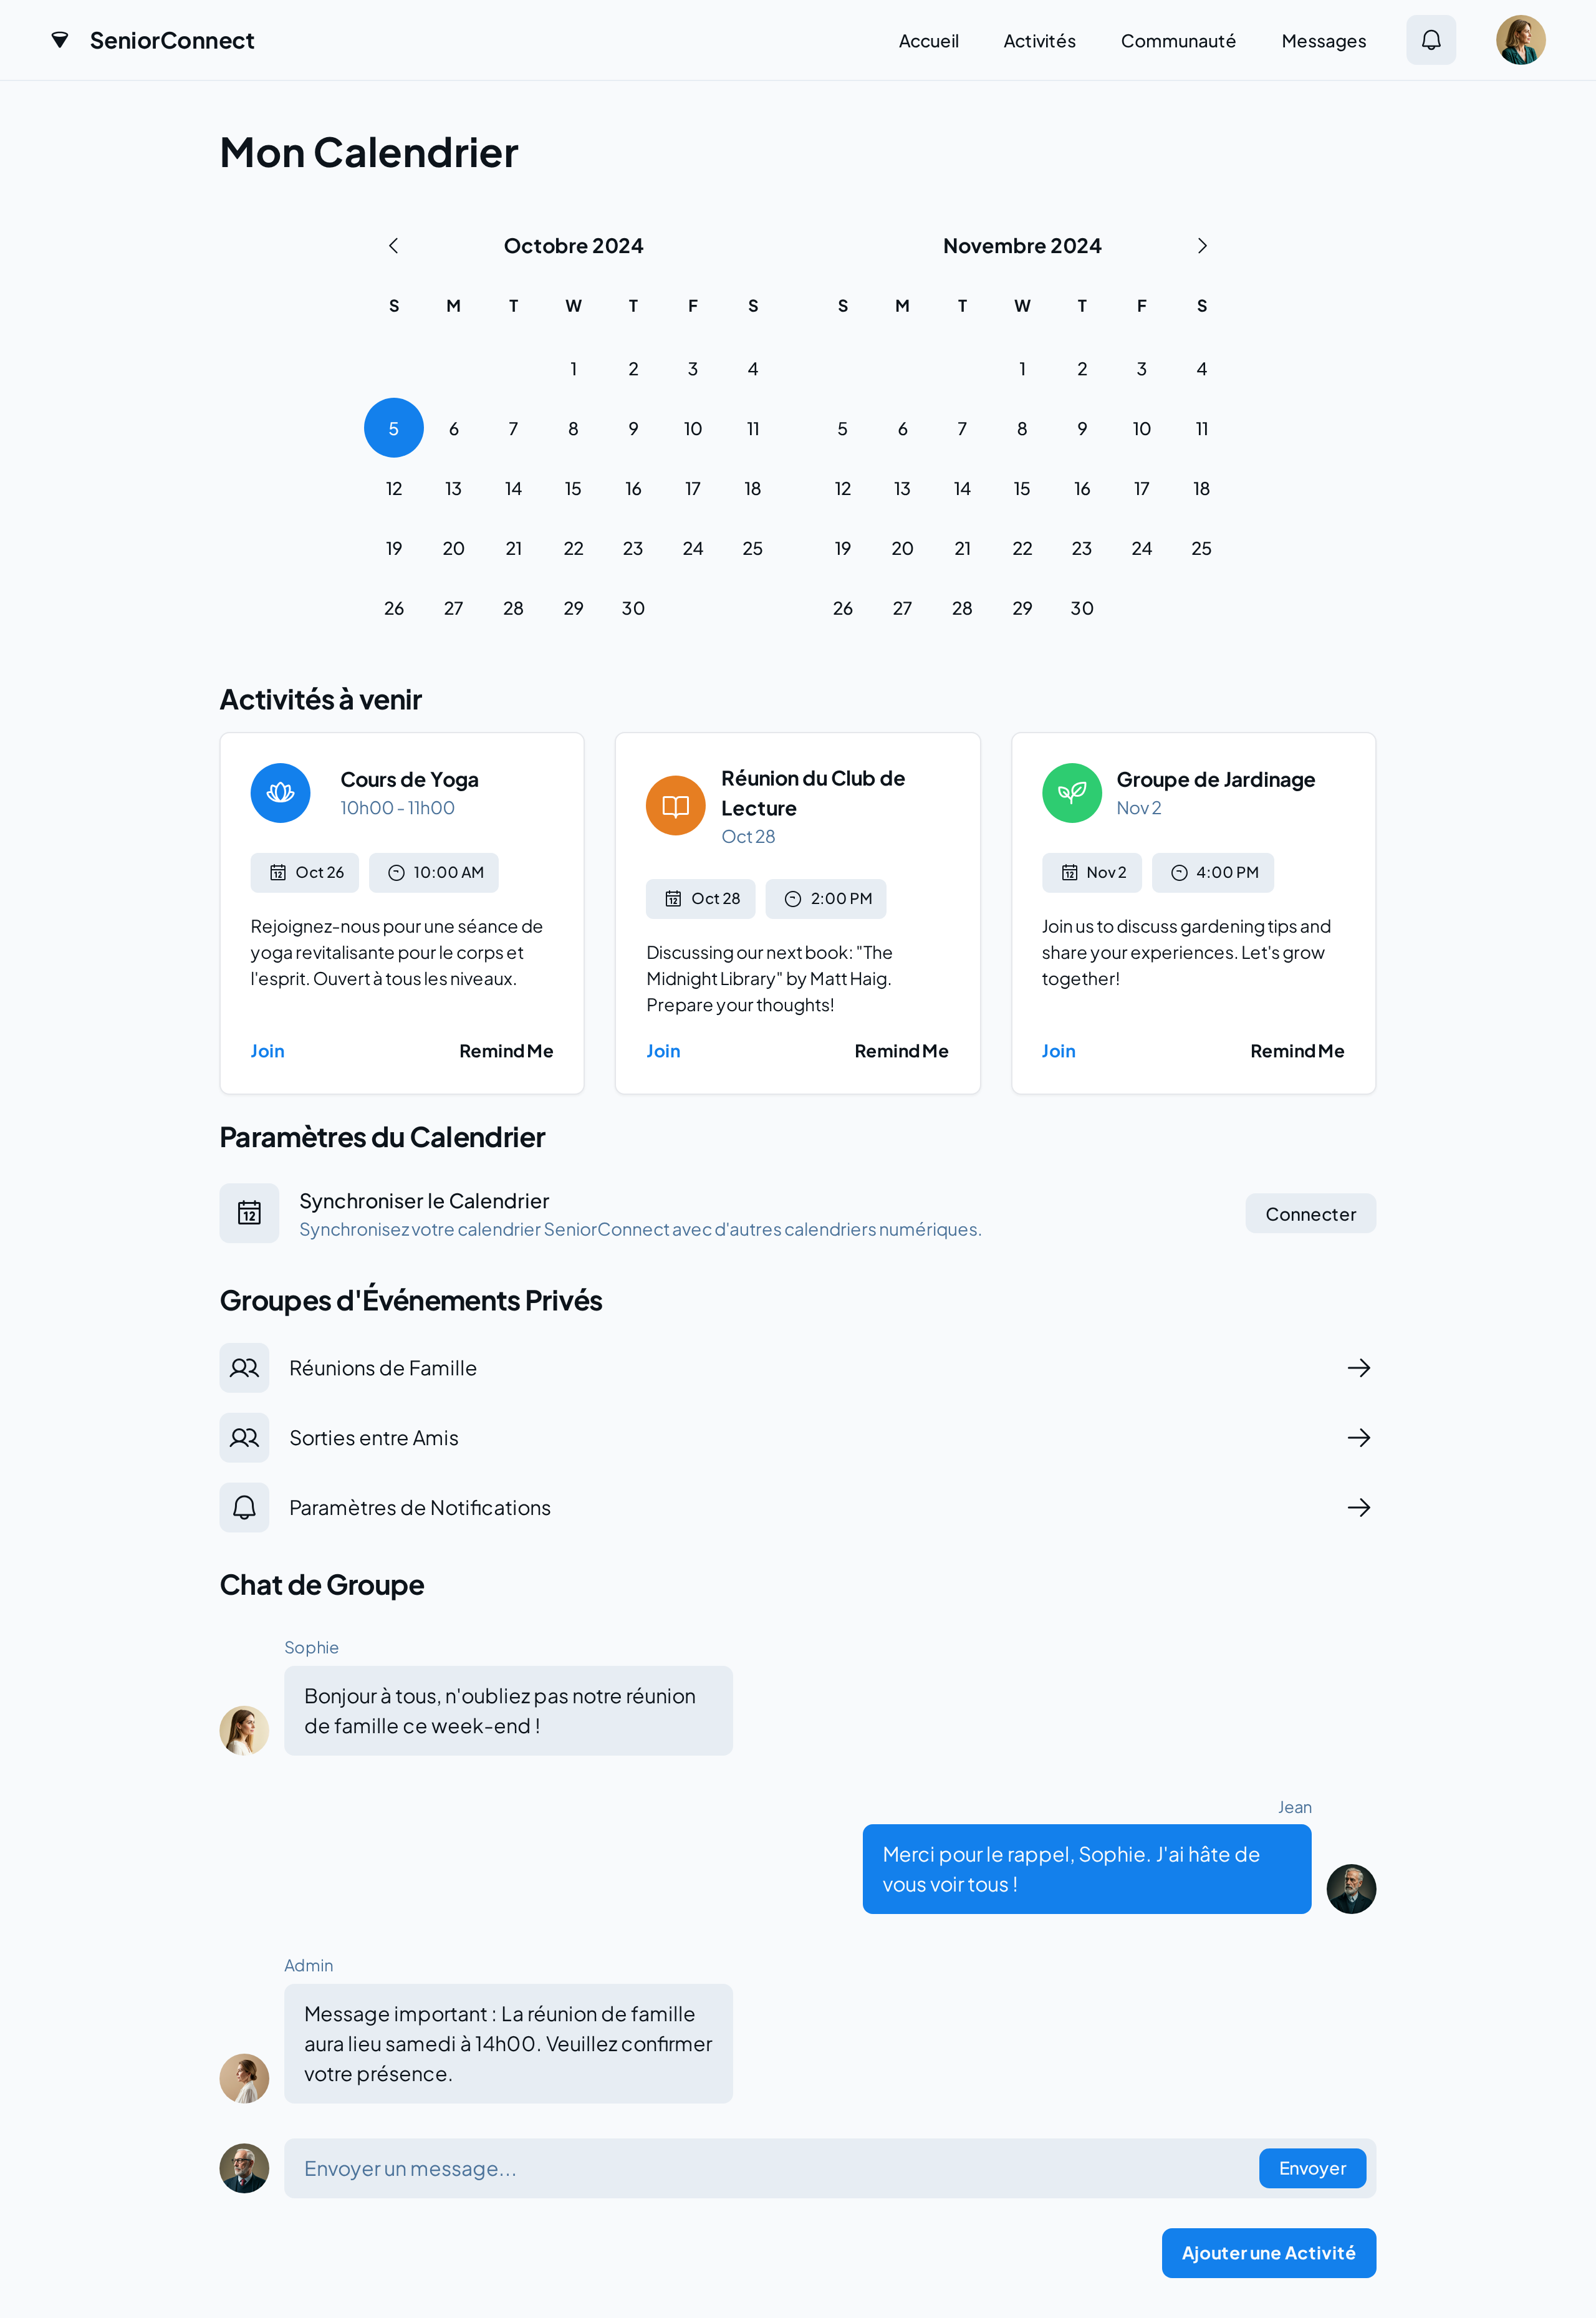 SeniorConnect
Accueil Activités Communauté Messages
Mon Calendrier
Octobre 2024
S M T W T F S
1 2 3 4
5 6 7 8 9 10 11
12 13 14 15 16 17 18
19 20 21 22 23 24 25
26 27 28 29 30
Novembre 2024
S M T W T F S
1 2 3 4
5 6 7 8 9 10 11
12 13 14 15 16 17 18
19 20 21 22 23 24 25
26 27 28 29 30
Activités à venir
Cours de Yoga
10h00 - 11h00
12 Oct 26 10:00 AM
Rejoignez-nous pour une séance de
yoga revitalisante pour le corps et
l'esprit. Ouvert à tous les niveaux.
Join Remind Me
Réunion du Club de
Lecture
Oct 28
12 Oct 28 2:00 PM
Discussing our next book: "The
Midnight Library" by Matt Haig.
Prepare your thoughts!
Join Remind Me
Groupe de Jardinage
Nov 2
12 Nov 2 4:00 PM
Join us to discuss gardening tips and
share your experiences. Let's grow
together!
Join Remind Me
Paramètres du Calendrier
12
Synchroniser le Calendrier
Synchronisez votre calendrier SeniorConnect avec d'autres calendriers numériques.
Connecter
Groupes d'Événements Privés
Réunions de Famille
Sorties entre Amis
Paramètres de Notifications
Chat de Groupe
Sophie
Bonjour à tous, n'oubliez pas notre réunion
de famille ce week-end !
Jean
Merci pour le rappel, Sophie. J'ai hâte de
vous voir tous !
Admin
Message important : La réunion de famille
aura lieu samedi à 14h00. Veuillez confirmer
votre présence.
Envoyer un message...
Envoyer
Ajouter une Activité